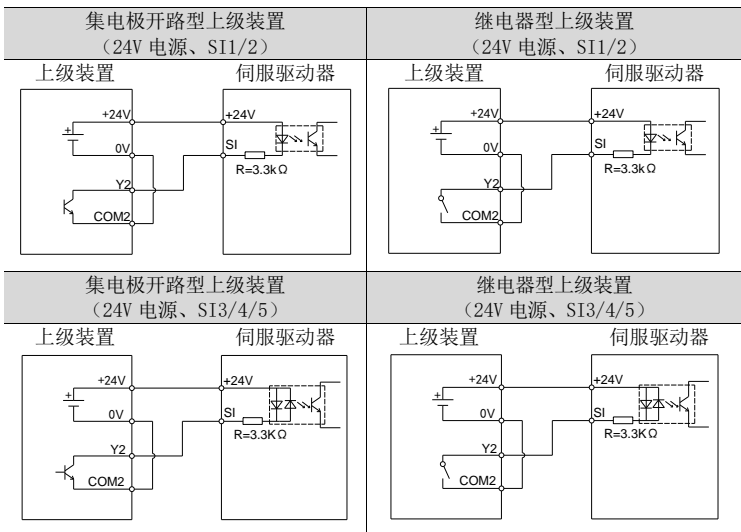 集电极开路型上级装置
（24V 电源、SI1/2）
继电器型上级装置
（24V 电源、SI1/2）
上级装置
伺服驱动器
+24V
+24V
+
0V
SI
R=3.3kΩ
Y2
COM2
上级装置
伺服驱动器
+24V
+24V
+
0V
SI
R=3.3kΩ
Y2
COM2
集电极开路型上级装置
（24V 电源、SI3/4/5）
继电器型上级装置
（24V 电源、SI3/4/5）
上级装置
伺服驱动器
+24V
+24V
+
0V
SI
R=3.3KΩ
Y2
COM2
上级装置
伺服驱动器
+24V
+24V
+
0V
SI
R=3.3KΩ
Y2
COM2